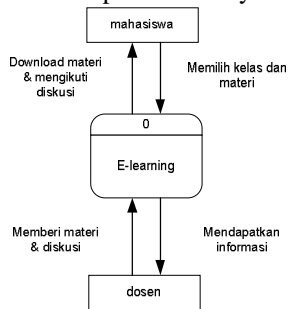 mahasiswa
Download materi
& mengikuti
diskusi
Memilih kelas dan
materi
0
E-learning
Memberi materi
& diskusi
Mendapatkan
informasi
dosen